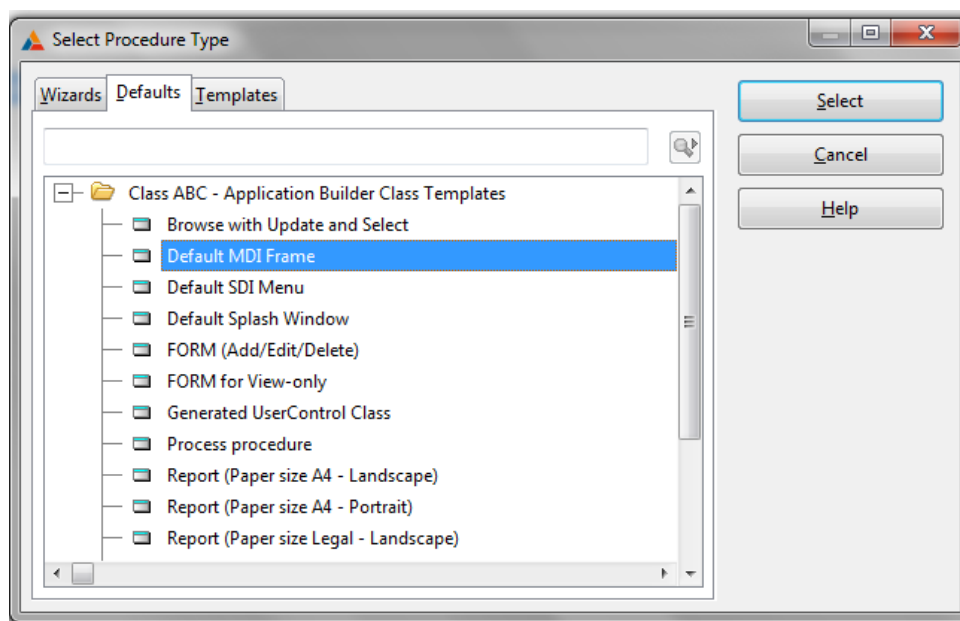 Select Procedure Type
Wizards Defaults Templates
Select
Cancel
Help
Class ABC - Application Builder Class Templates
Browse with Update and Select
Default MDI Frame
Default SDI Menu
Default Splash Window
FORM (Add/Edit/Delete)
FORM for View-only
Generated UserControl Class
Process procedure
Report (Paper size A4 - Landscape)
Report (Paper size A4 - Portrait)
Report (Paper size Legal - Landscape)